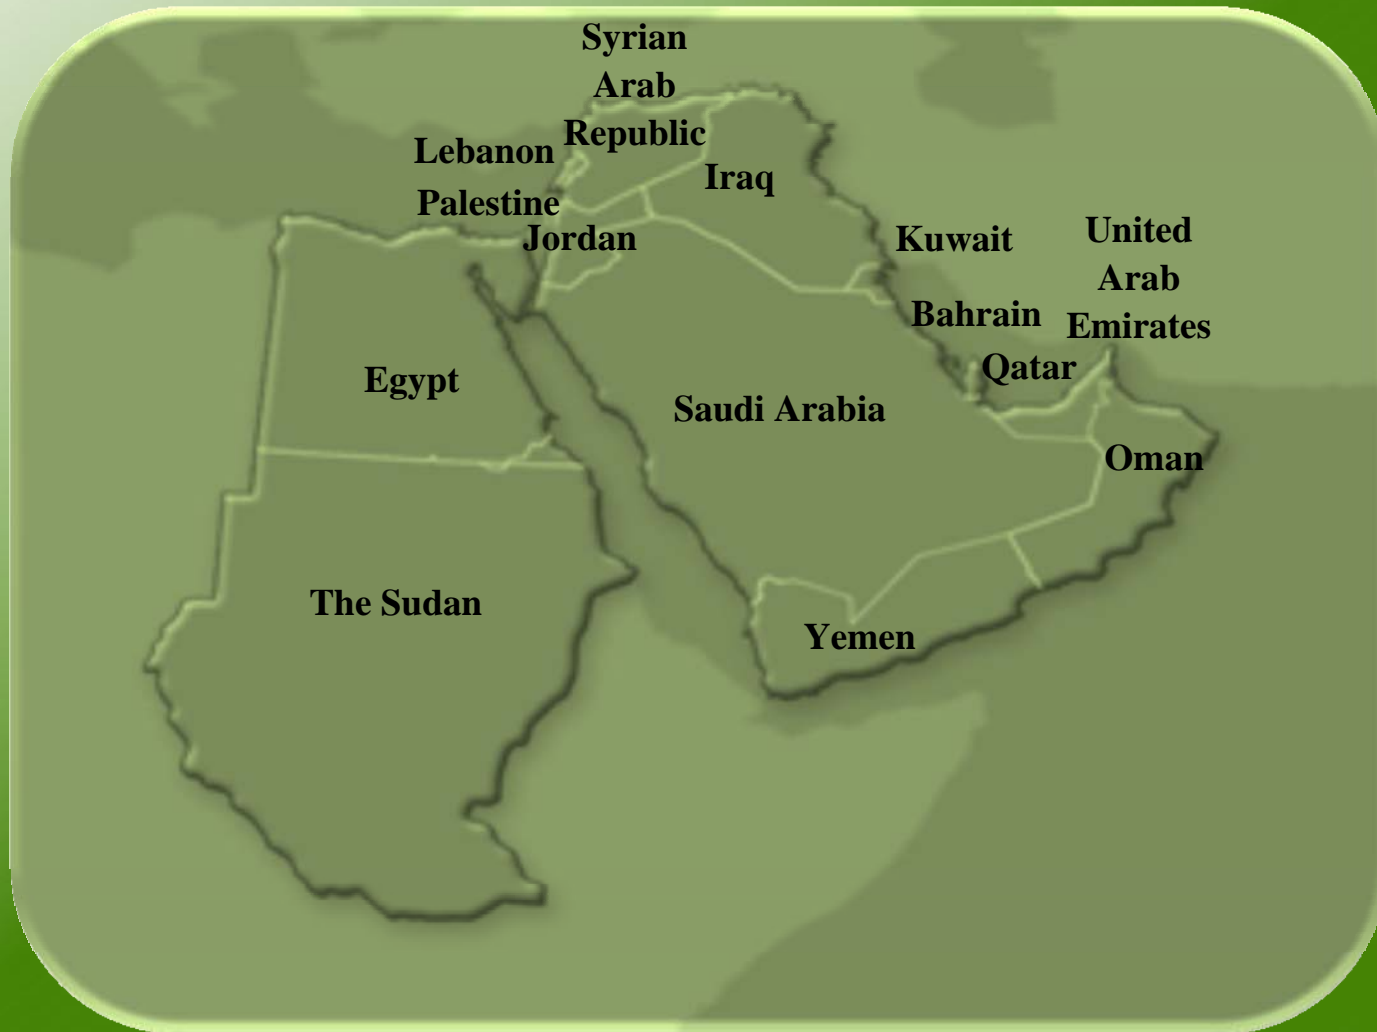 Syrian
Arab
Republic
Lebanon
Iraq
Palestine
Jordan
Kuwait
United
Arab
Emirates
Bahrain
Qatar
Egypt
Saudi Arabia
Oman
The Sudan
Yemen